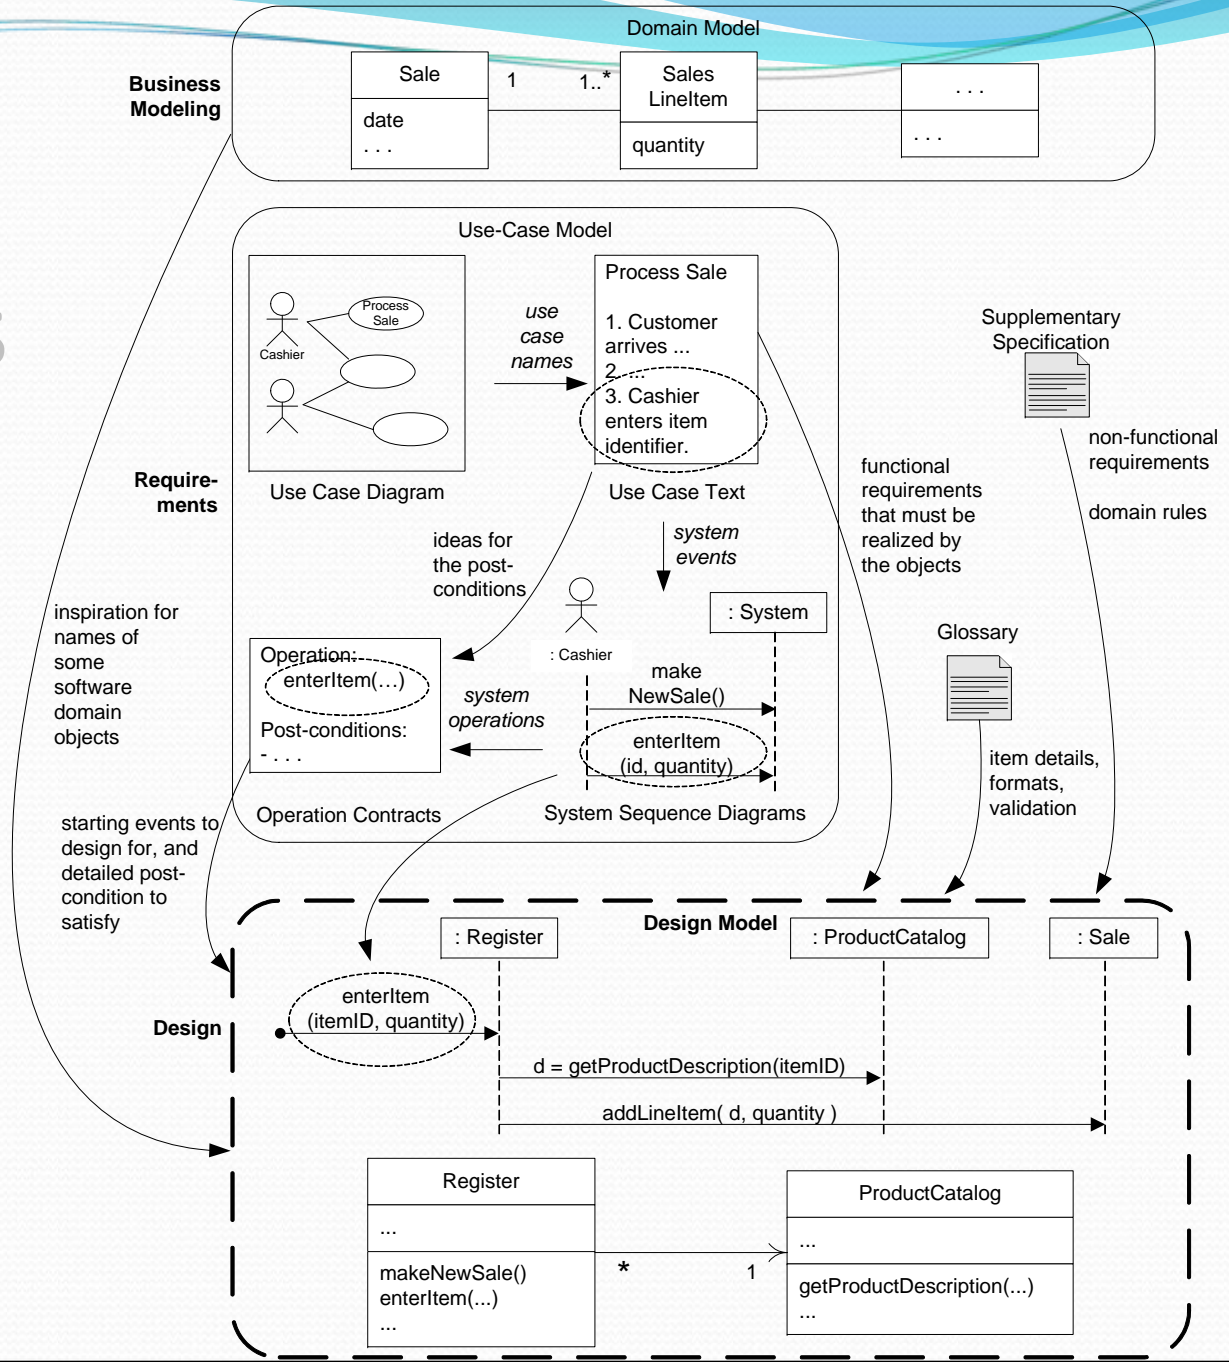 Domain Model
Business
Modeling
Sale
1
1..*
Sales
LineItem
. . .
date
. . .
quantity
. . .
Use-Case Model
Process
Sale
Cashier
use
case
names
Process Sale
1. Customer
arrives ...
2. ...
3. Cashier
enters item
identifier.
Supplementary
Specification
non-functional
requirements
domain rules
Require-
ments
Use Case Diagram
Use Case Text
functional
requirements
that must be
realized by
the objects
ideas for
the post-
conditions
system
events
inspiration for
names of
some
software
domain
objects
: System
: Cashier
Glossary
Operation:
enterItem(…)
Post-conditions:
- . . .
system
operations
make
NewSale()
enterItem
(id, quantity)
item details,
formats,
validation
Operation Contracts
System Sequence Diagrams
starting events to
design for, and
detailed post-
condition to
satisfy
Design Model
: Register
: ProductCatalog
: Sale
Design
enterItem
(itemID, quantity)
d = getProductDescription(itemID)
addLineItem( d, quantity )
Register
...
makeNewSale()
enterItem(...)
...
*
1
ProductCatalog
...
getProductDescription(...)
...